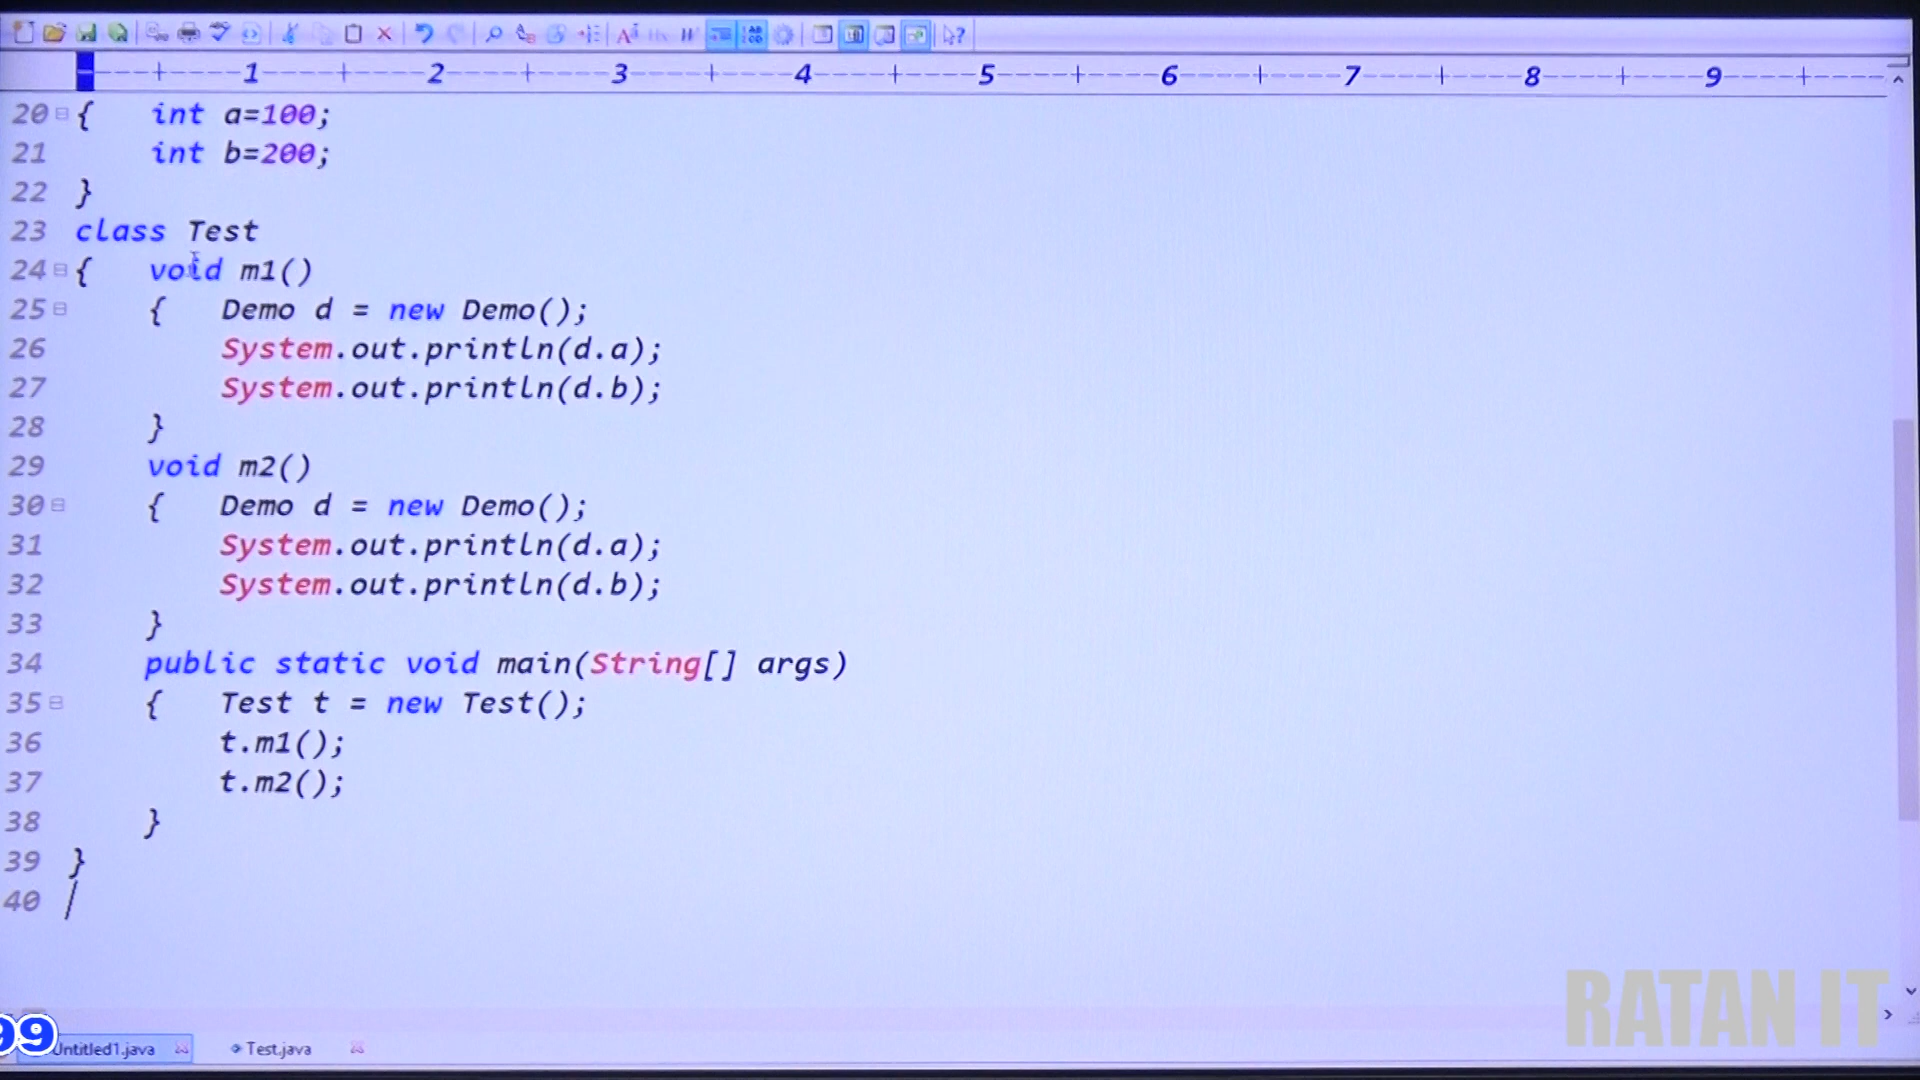 1 2 3 4 5 6 7 8 9
20 { int a=100;
21 int b=200;
22 }
23 class Test
24 { void m1()
25 { Demo d = new Demo();
26 System.out.println(d.a);
27 System.out.println(d.b);
28 }
29 void m2()
30 { Demo d = new Demo();
31 System.out.println(d.a);
32 System.out.println(d.b);
33 }
34 public static void main(String[] args)
35 { Test t = new Test();
36 t.m1();
37 t.m2();
38 }
39 }
40
RATAN IT
99
Untitled1.java Test.java